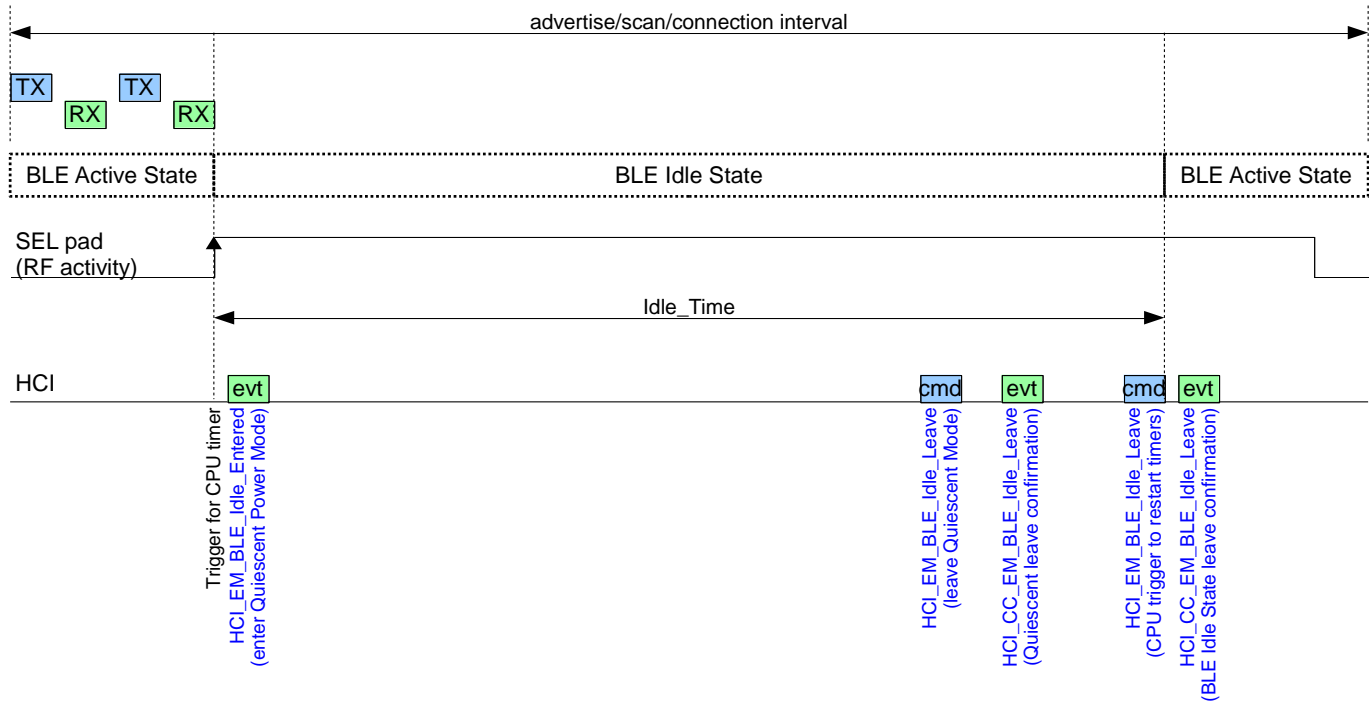 advertise/scan/connection interval
TX
TX
RX
RX
BLE Active State
BLE Idle State
BLE Active State
SEL pad
(RF activity)
Idle_Time
HCI
evt
cmd
evt
cmd
evt
Trigger for CPU timer
HCI_EM_BLE_Idle_Entered
(enter Quiescent Power Mode)
HCI_EM_BLE_Idle_Leave
(leave Quiescent Mode)
HCI_CC_EM_BLE_Idle_Leave
(Quiescent leave confirmation)
HCI_EM_BLE_Idle_Leave
(CPU trigger to restart timers)
HCI_CC_EM_BLE_Idle_Leave
(BLE Idle State leave confirmation)